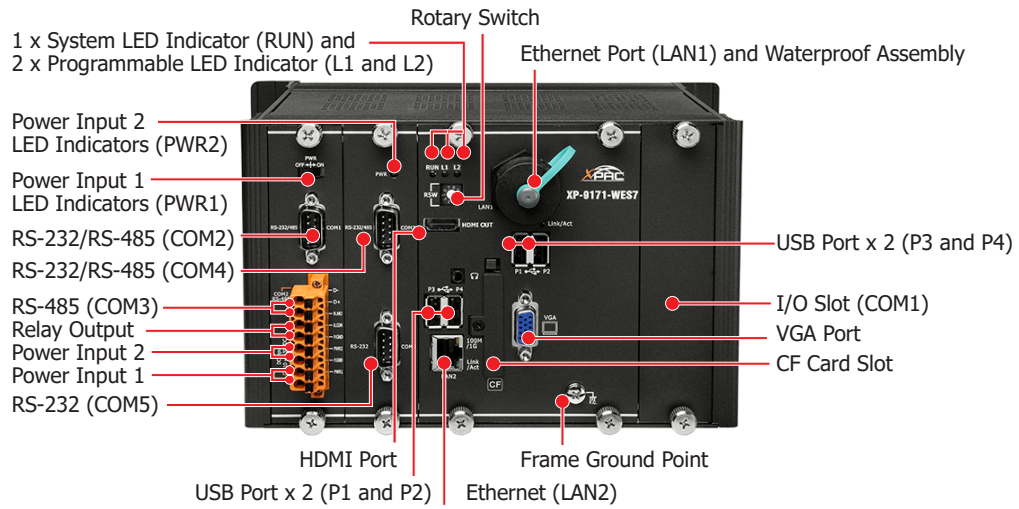 Rotary Switch
1 x System LED Indicator (RUN) and
2 x Programmable LED Indicator (L1 and L2)
Ethernet Port (LAN1) and Waterproof Assembly
Power Input 2
LED Indicators (PWR2)
Power Input 1
LED Indicators (PWR1)
RS-232/RS-485 (COM2)
RS-232/RS-485 (COM4)
RS-485 (COM3)
Relay Output
Power Input 2
Power Input 1
RS-232 (COM5)
PWR
OFF ON
RS-232/485 COM1
PWR
RS-232/485
RS-232
RUN L1 L2
RSW
LAN1
HDMI OUT
XPAC
XP-9171-WES7
Link/Act
P1 P2
P3 P4
VGA
100M
/1G
Link
/Act
LAN2
CF
D-
D+
USB Port x 2 (P3 and P4)
I/O Slot (COM1)
VGA Port
CF Card Slot
HDMI Port
Frame Ground Point
USB Port x 2 (P1 and P2)
Ethernet (LAN2)